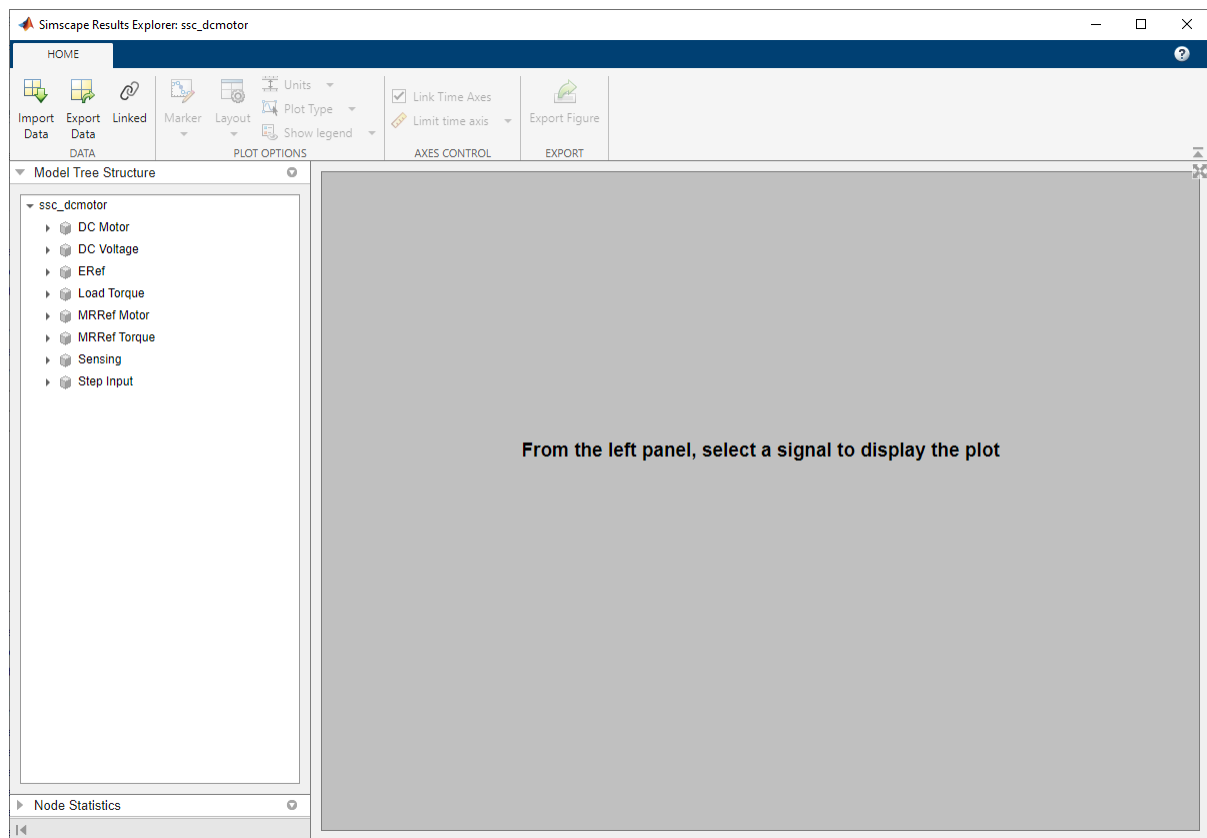 Simscape Results Explorer: ssc_dcmotor
HOME
?
Import Data
Export Data
Linked
DATA
Marker
Layout
Units
Plot Type
Show legend
PLOT OPTIONS
Link Time Axes
Limit time axis
AXES CONTROL
Export Figure
EXPORT
Model Tree Structure
ssc_dcmotor
DC Motor
DC Voltage
ERef
Load Torque
MRRef Motor
MRRef Torque
Sensing
Step Input
From the left panel, select a signal to display the plot
Node Statistics